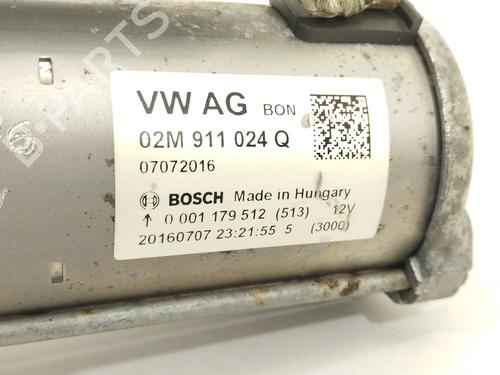 VW AG BON
02M 911 024 Q
07072016
BOSCH Made in Hungary
↑ 0 001 179 512 (513) 12V
20160707 23:21:55 5 (3000)